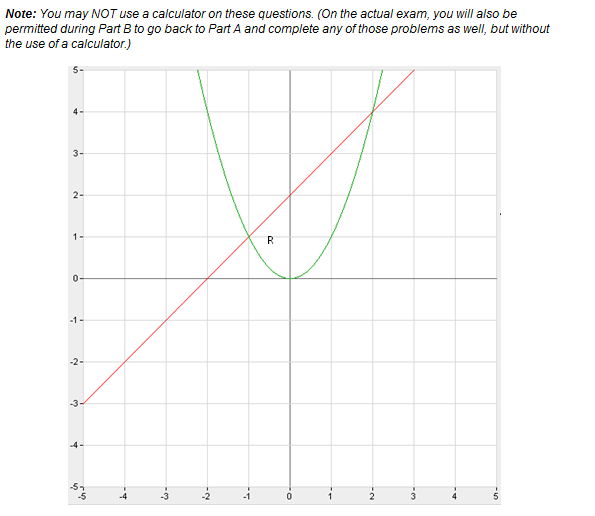 Note: You may NOT use a calculator on these questions. (On the actual exam, you will also be
permitted during Part B to go back to Part A and complete any of those problems as well, but without
the use of a calculator.)
5
4
3
2
1
R
0
-1
-2
-3
-4
-5
-5 -4 -3 -2 -1 0 1 2 3 4 5